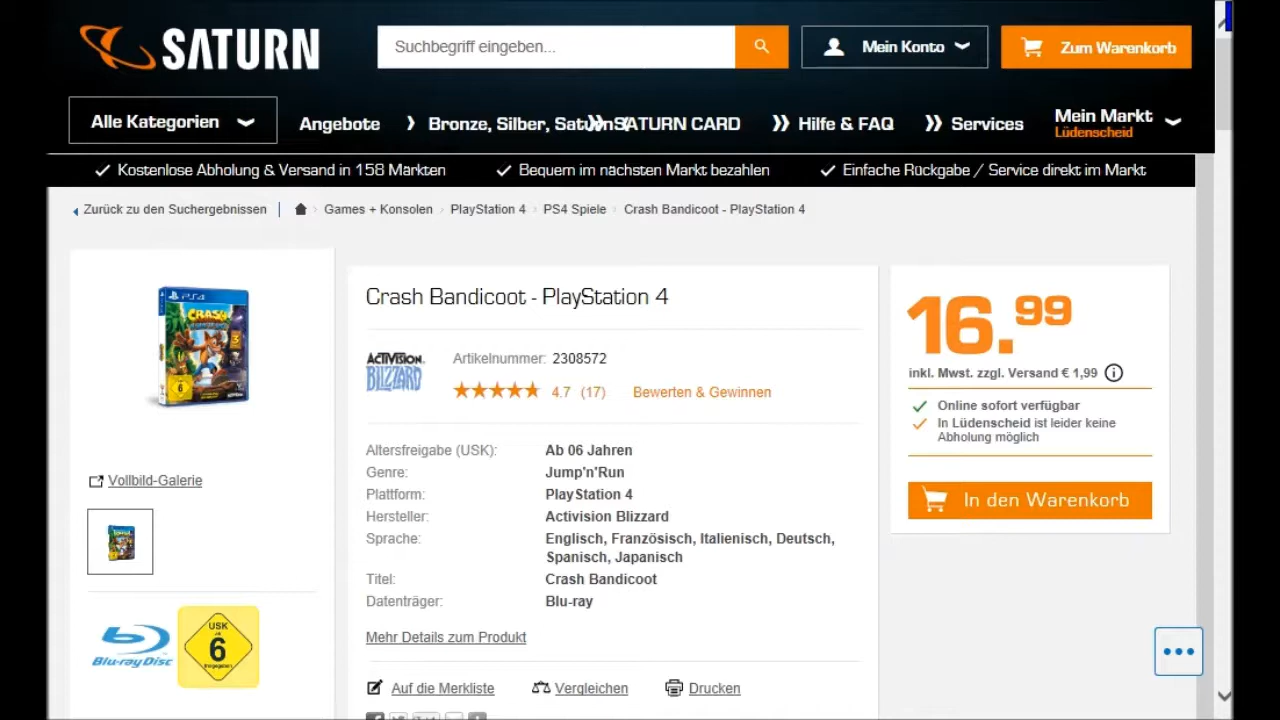 SATURN
Suchbegriff eingeben...
Mein Konto
Zum Warenkorb
Alle Kategorien
Angebote
Bronze, Silber,
SATURN CARD
Hilfe & FAQ
Services
Mein Markt
Lüdenscheid
Kostenlose Abholung & Versand in 158 Märkten
Bequem im nächsten Markt bezahlen
Einfache Rückgabe / Service direkt im Markt
Zurück zu den Suchergebnissen
Games + Konsolen
PlayStation 4
PS4 Spiele
Crash Bandicoot - PlayStation 4
PS4
CRASH
6
Vollbild-Galerie
Blu-ray Disc
USK
ab
6
freigegeben
Crash Bandicoot - PlayStation 4
ACTIVISION
BLIZZARD
Artikelnummer: 2308572
4.7 (17) Bewerten & Gewinnen
Altersfreigabe (USK): Ab 06 Jahren
Genre: Jump'n'Run
Plattform: PlayStation 4
Hersteller: Activision Blizzard
Sprache: Englisch, Französisch, Italienisch, Deutsch,
Spanisch, Japanisch
Titel: Crash Bandicoot
Datenträger: Blu-ray
Mehr Details zum Produkt
Auf die Merkliste
Vergleichen
Drucken
16.99
inkl. Mwst. zzgl. Versand € 1,99
Online sofort verfügbar
In Lüdenscheid ist leider keine
Abholung möglich
In den Warenkorb